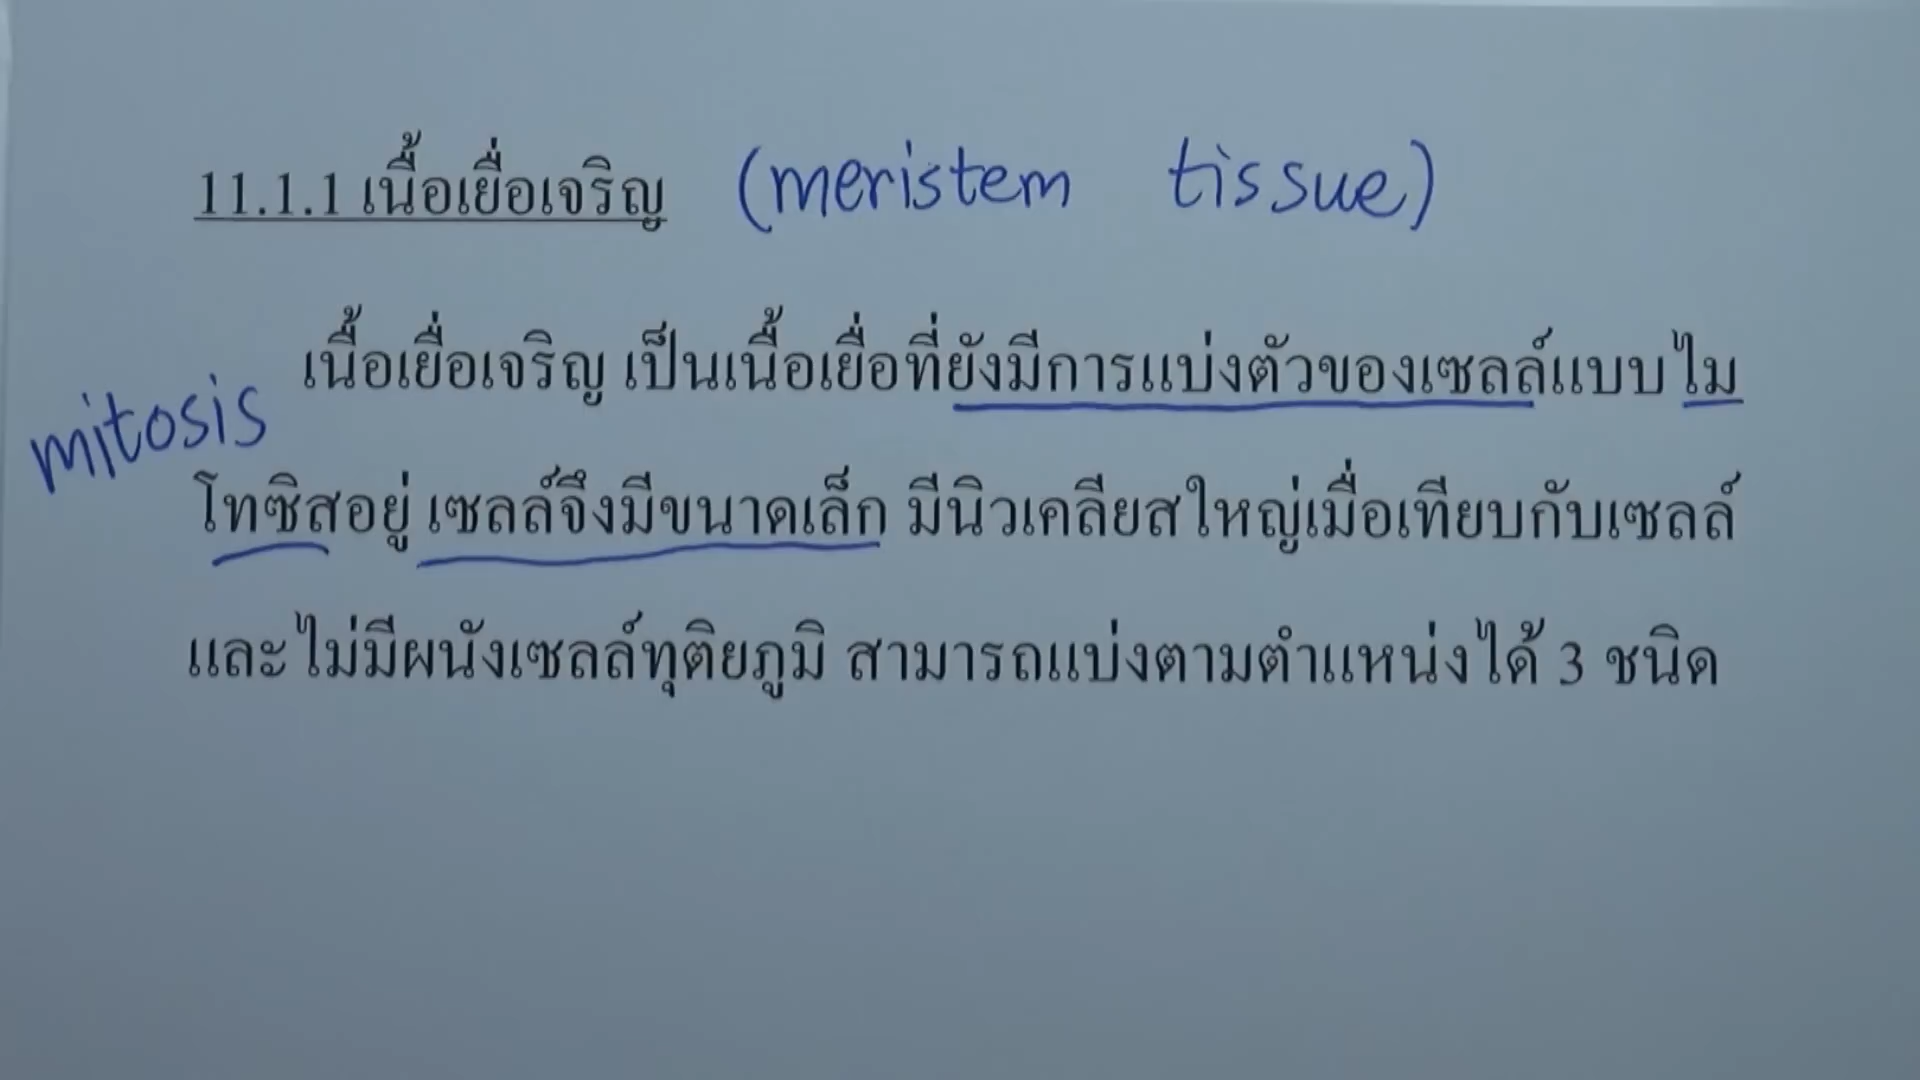 11.1.1 เนื้อเยื่อเจริญ (meristem tissue)
เนื้อเยื่อเจริญ เป็นเนื้อเยื่อที่ยังมีการแบ่งตัวของเซลล์แบบไม
mitosis
โทซิสอยู่ เซลล์จึงมีขนาดเล็ก มีนิวเคลียสใหญ่เมื่อเทียบกับเซลล์
และไม่มีผนังเซลล์ทุติยภูมิ สามารถแบ่งตามตำแหน่งได้ 3 ชนิด